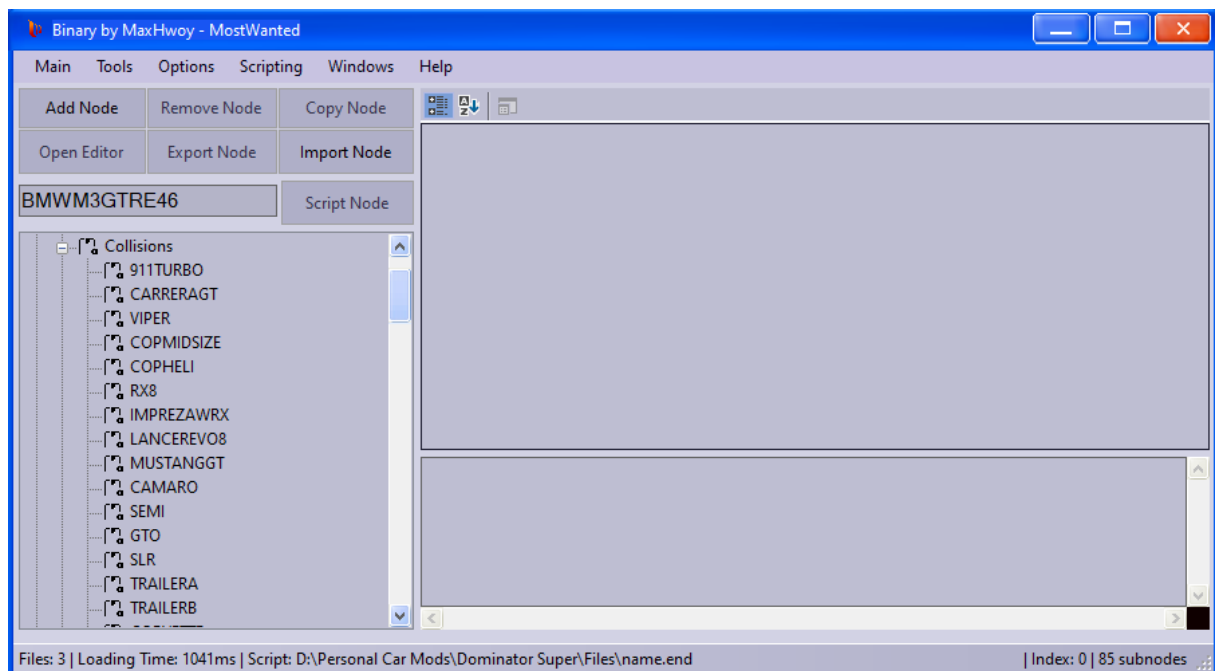 Binary by MaxHwoy - MostWanted
Main Tools Options Scripting Windows Help
Add Node Remove Node Copy Node
Open Editor Export Node Import Node
BMWM3GTRE46 Script Node
Collisions
911TURBO
CARRERAGT
VIPER
COPMIDSIZE
COPHELI
RX8
IMPREZAWRX
LANCEREVO8
MUSTANGGT
CAMARO
SEMI
GTO
SLR
TRAILERA
TRAILERB
Files: 3 | Loading Time: 1041ms | Script: D:\Personal Car Mods\Dominator Super\Files\name.end | Index: 0 | 85 subnodes